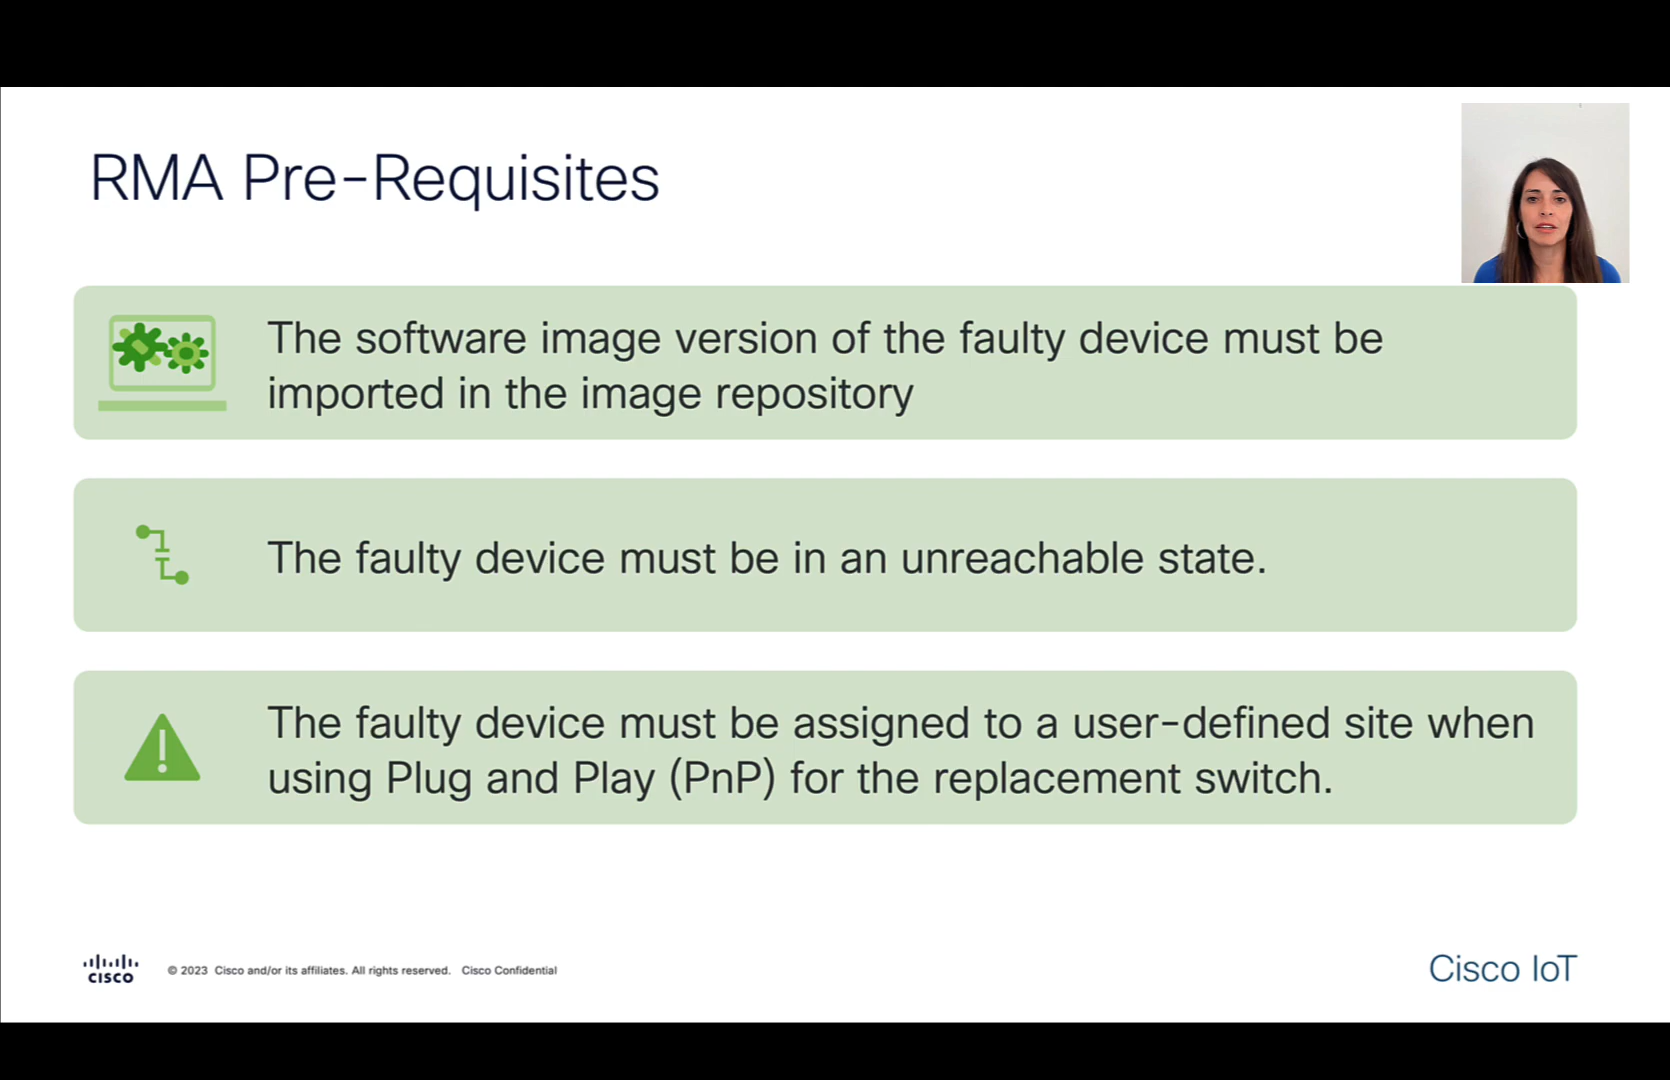 RMA Pre-Requisites
The software image version of the faulty device must be
imported in the image repository
The faulty device must be in an unreachable state.
The faulty device must be assigned to a user-defined site when
using Plug and Play (PnP) for the replacement switch.
CISCO
© 2023 Cisco and/or its affiliates. All rights reserved. Cisco Confidential
Cisco IoT